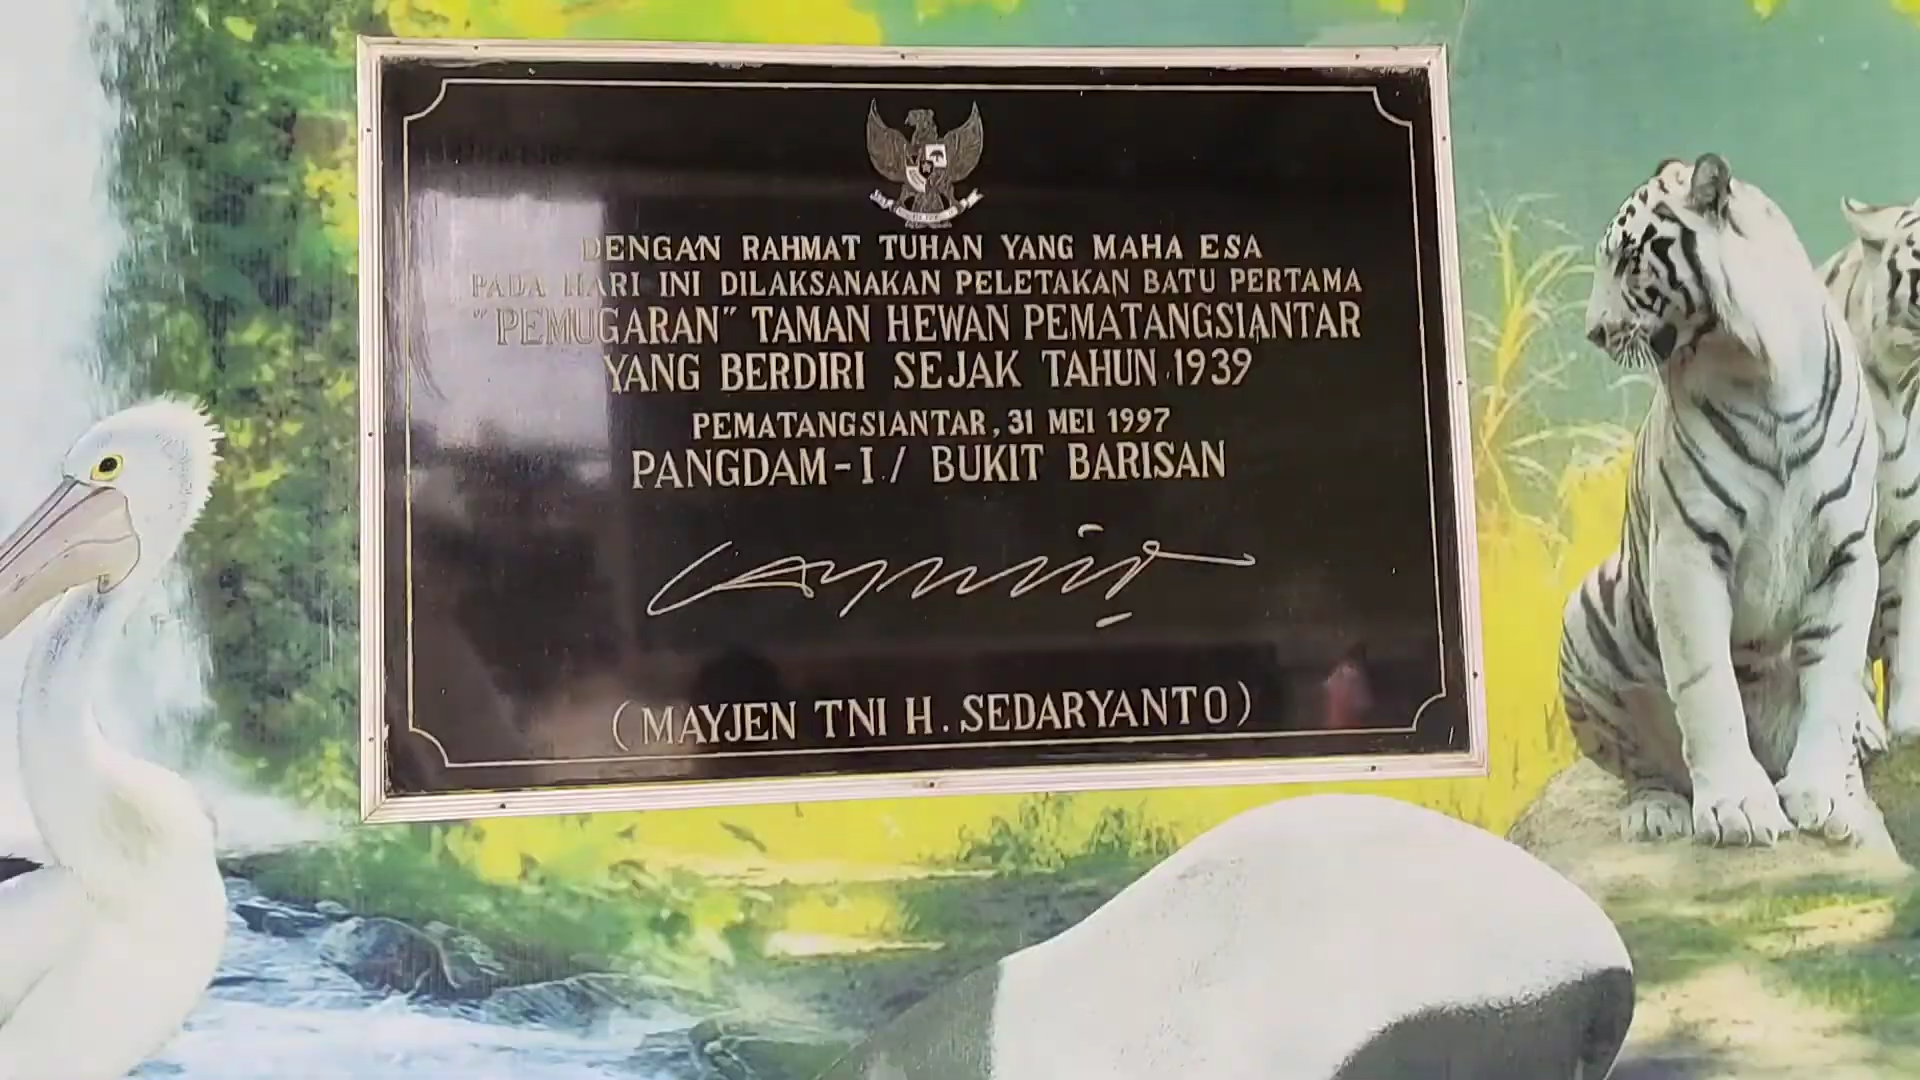 DENGAN RAHMAT TUHAN YANG MAHA ESA
PADA HARI INI DILAKSANAKAN PELETAKAN BATU PERTAMA
"PEMUGARAN" TAMAN HEWAN PEMATANGSIANTAR
YANG BERDIRI SEJAK TAHUN 1939
PEMATANGSIANTAR, 31 MEI 1997
PANGDAM-I / BUKIT BARISAN
(MAYJEN TNI H. SEDARYANTO)